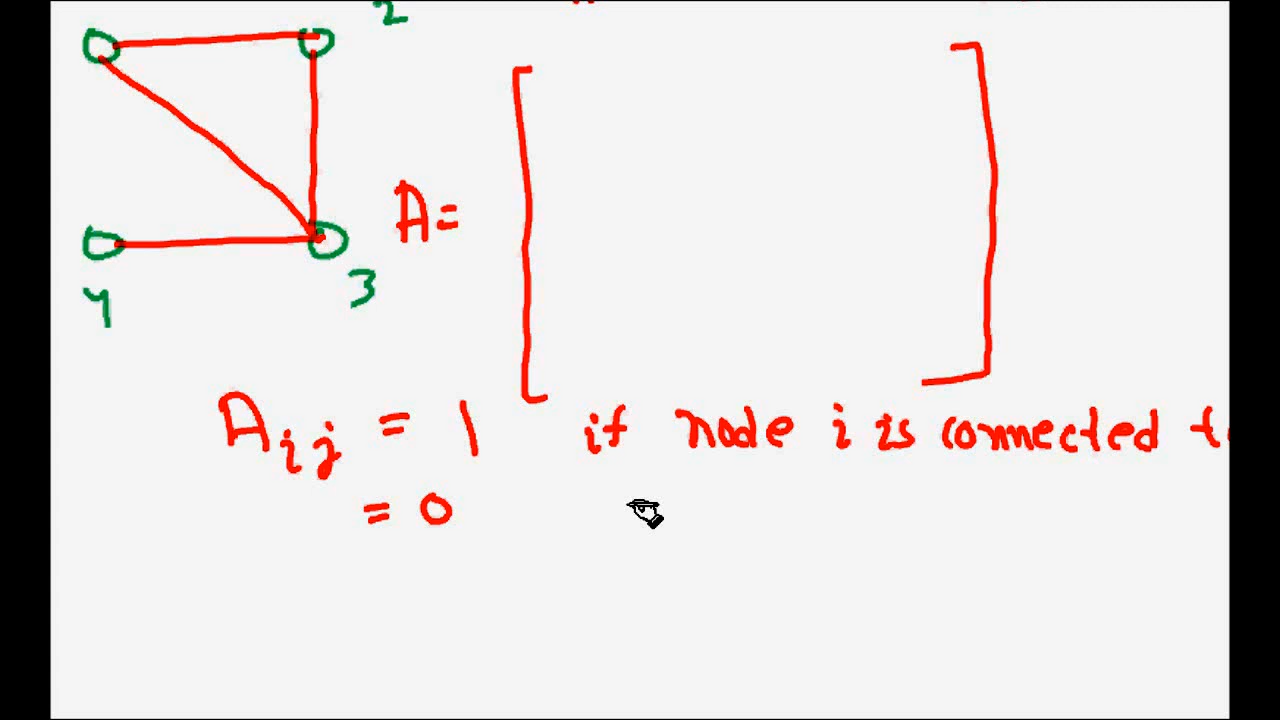 2
A=
3
4
Aij = 1 if node i is connected
= 0